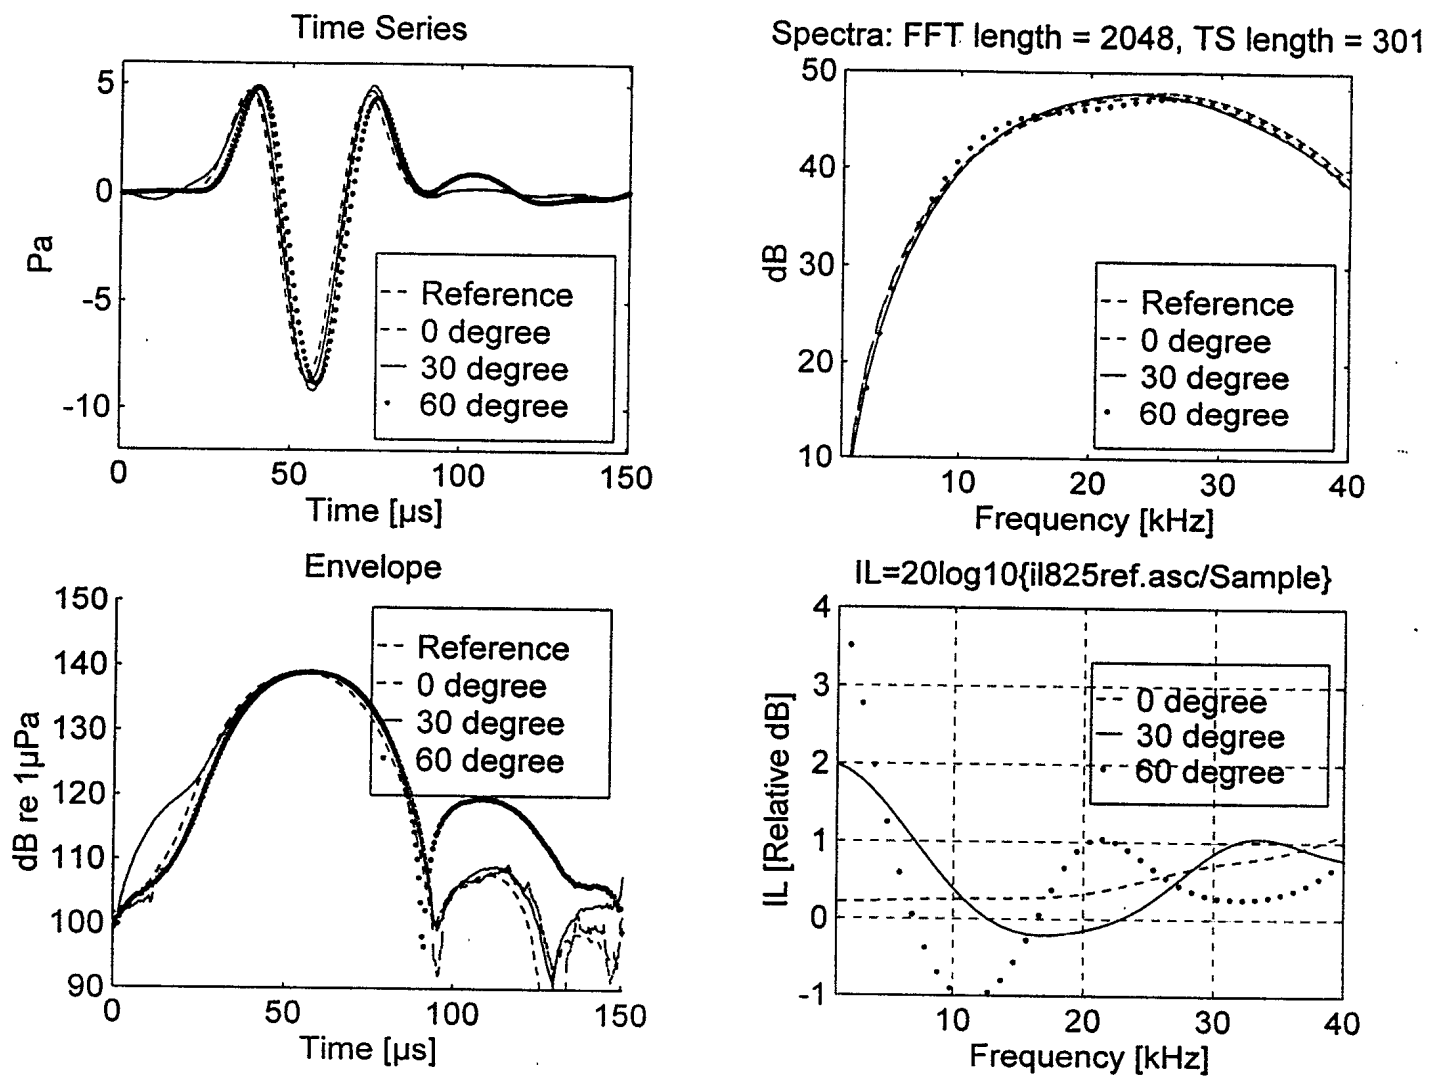 Time Series
5
0
-5
-10
Pa
Reference
0 degree
30 degree
60 degree
0
50
100
150
Time [µs]
Spectra: FFT length = 2048, TS length = 301
50
40
30
20
10
dB
Reference
0 degree
30 degree
60 degree
10
20
30
40
Frequency [kHz]
Envelope
150
140
130
120
110
100
90
dB re 1µPa
Reference
0 degree
30 degree
60 degree
0
50
100
150
Time [µs]
IL=20log10{il825ref.asc/Sample}
4
3
2
1
0
-1
IL [Relative dB]
0 degree
30 degree
60 degree
10
20
30
40
Frequency [kHz]